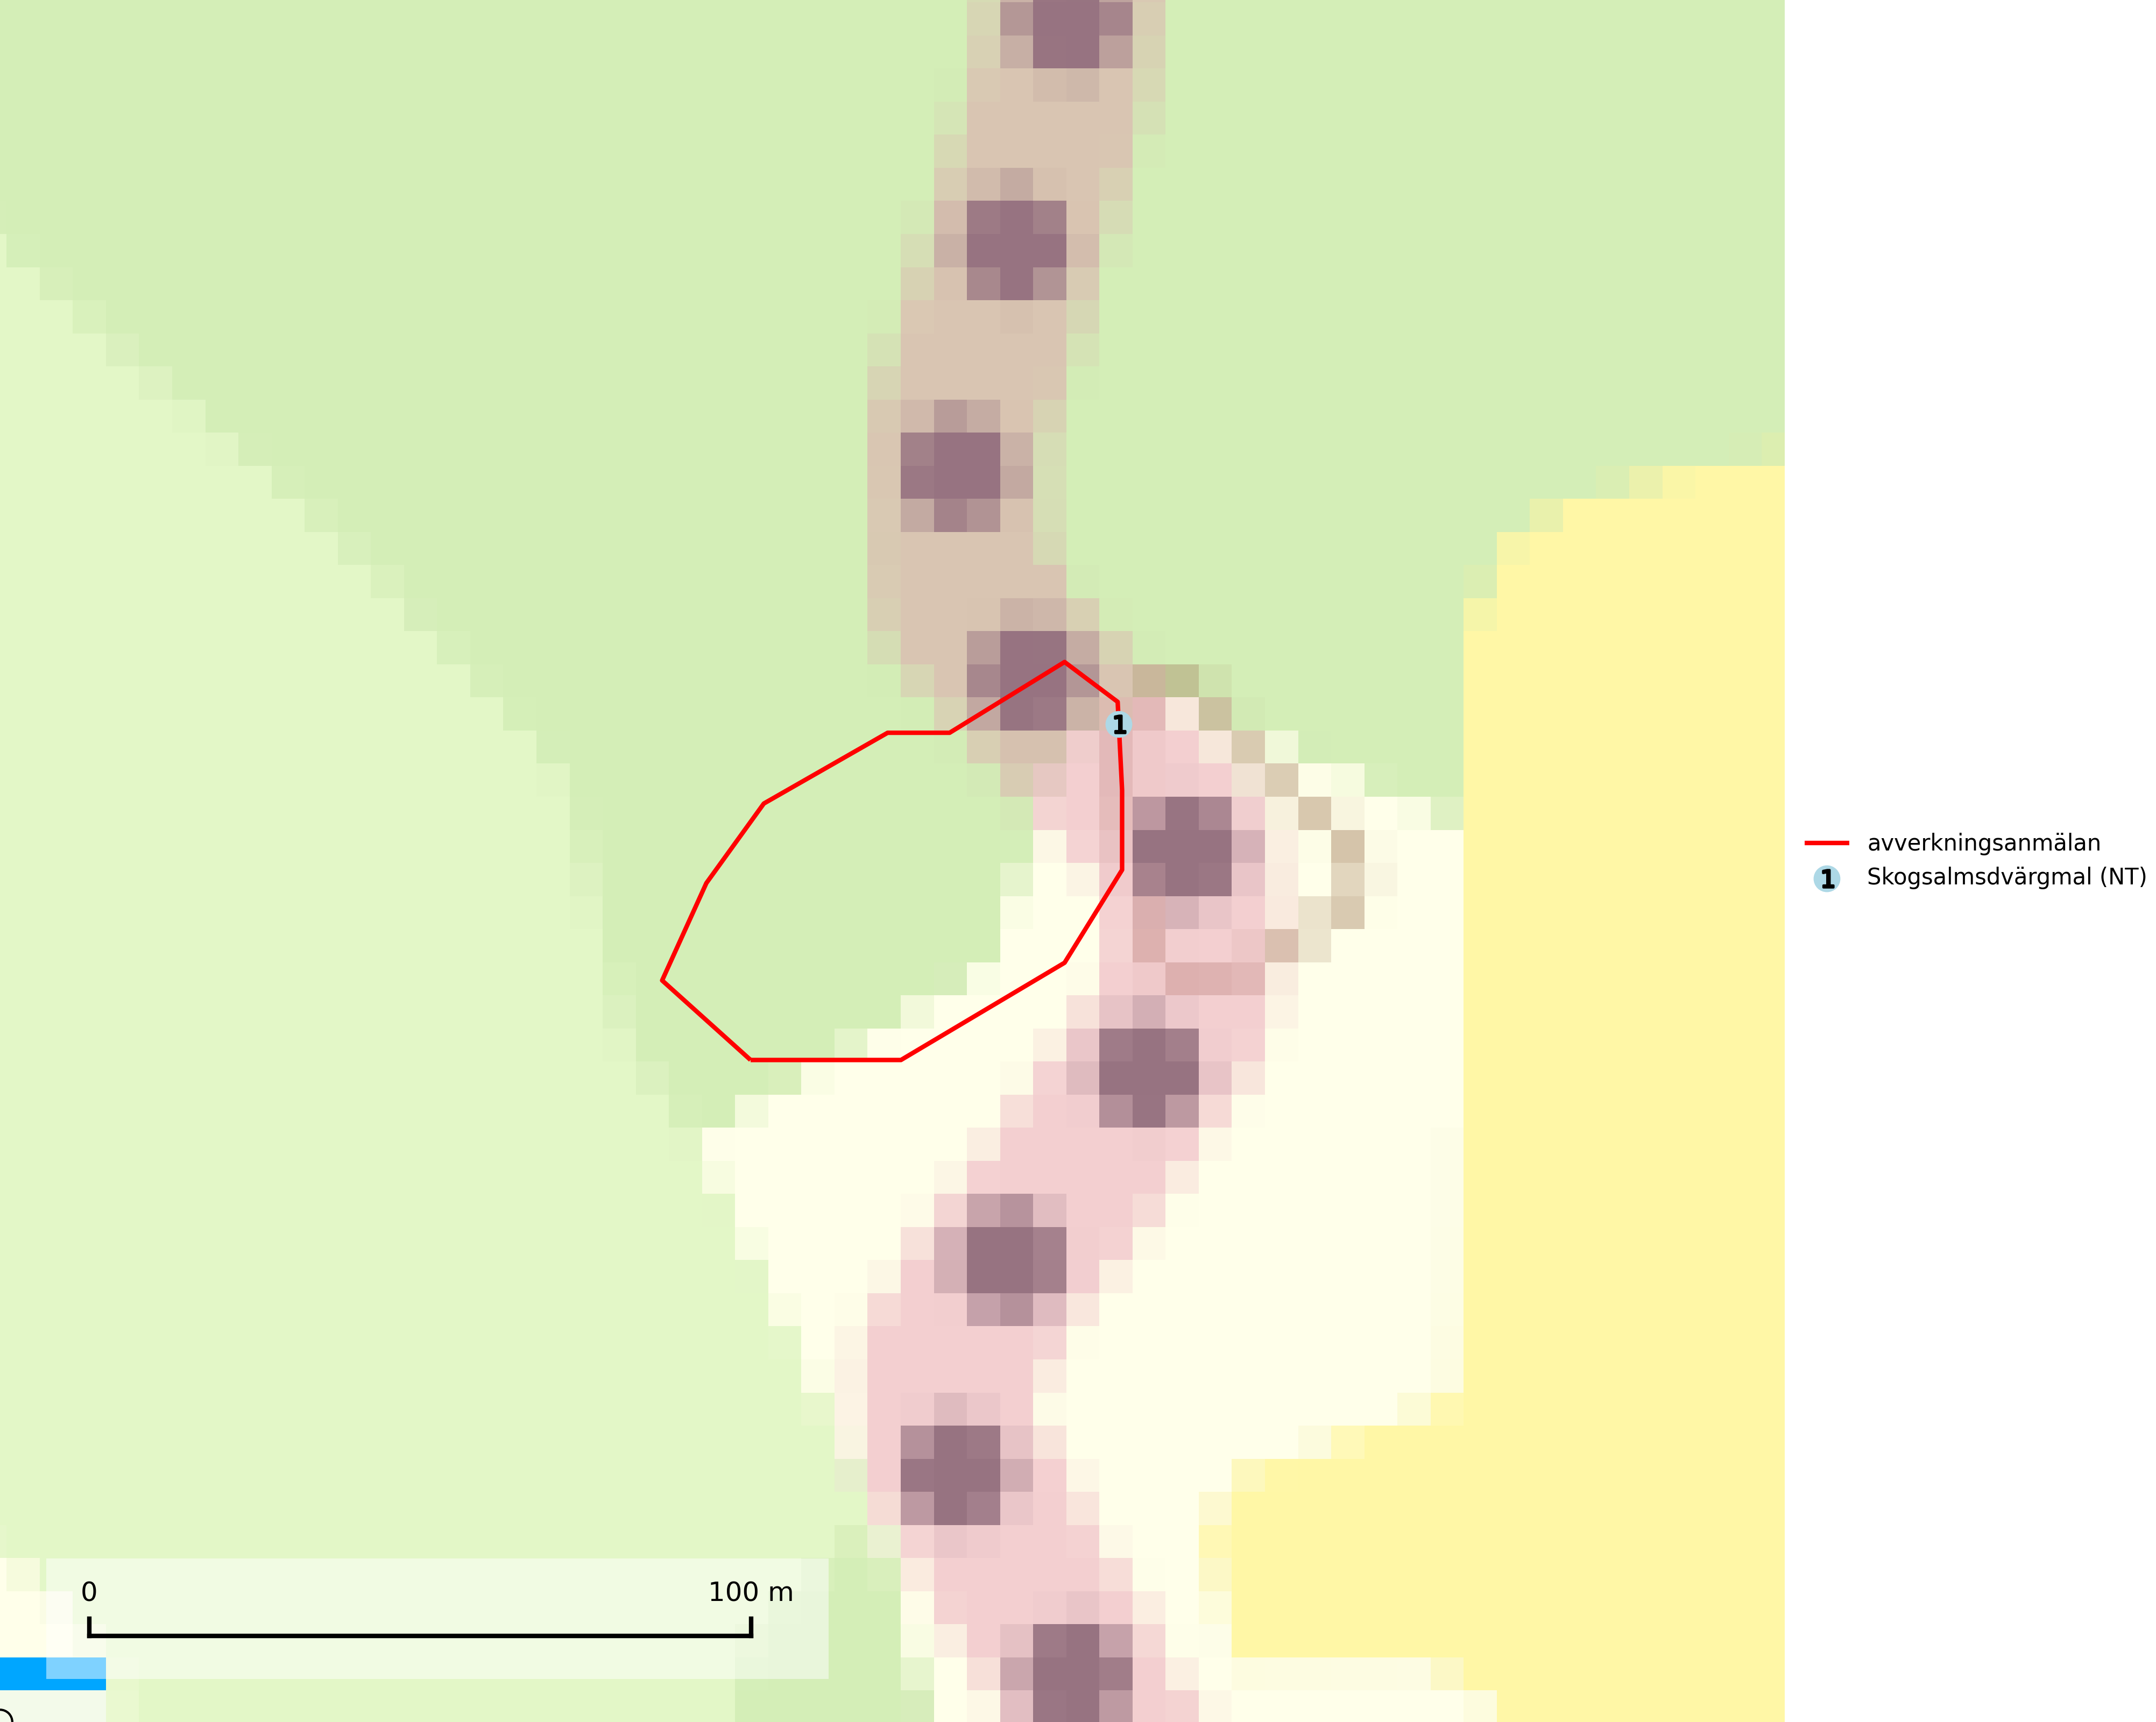 1
avverkningsanmälan
1 Skogsalmsdvärgmal (NT)
0 100 m